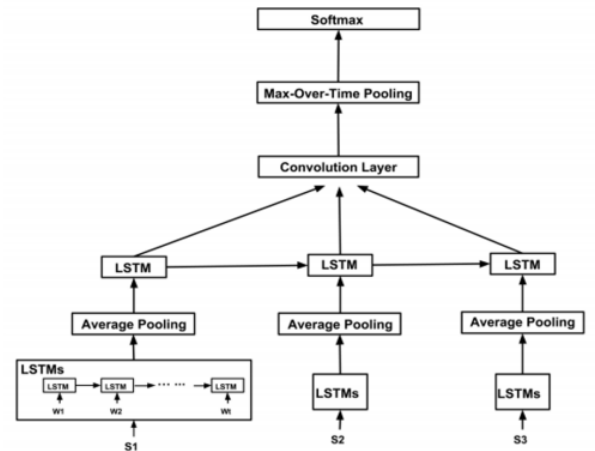 Softmax
Max-Over-Time Pooling
Convolution Layer
LSTM LSTM LSTM
Average Pooling Average Pooling Average Pooling
LSTMs
LSTM LSTM ... ... LSTM
LSTMs LSTMs
W1 W2 Wt
S1 S2 S3